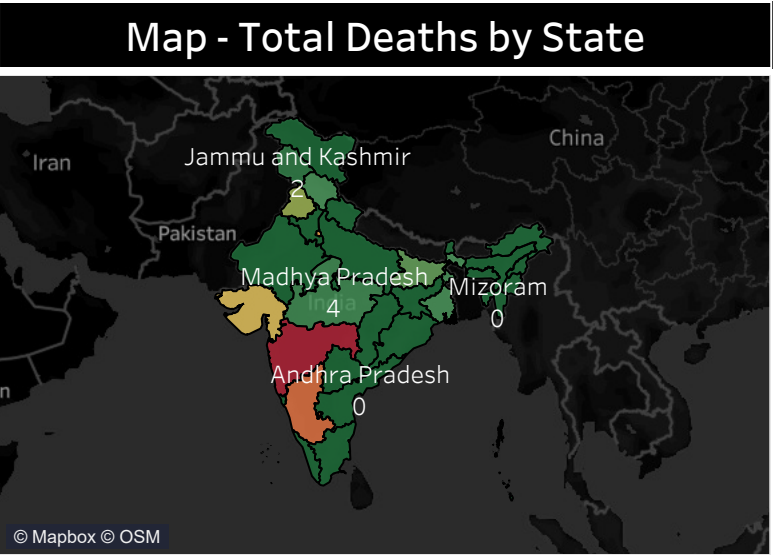 Map - Total Deaths by State
China
Jammu and Kashmir
2
Iran
Pakistan
Madhya Pradesh
4
India
Mizoram
0
Andhra Pradesh
0
n
© Mapbox © OSM